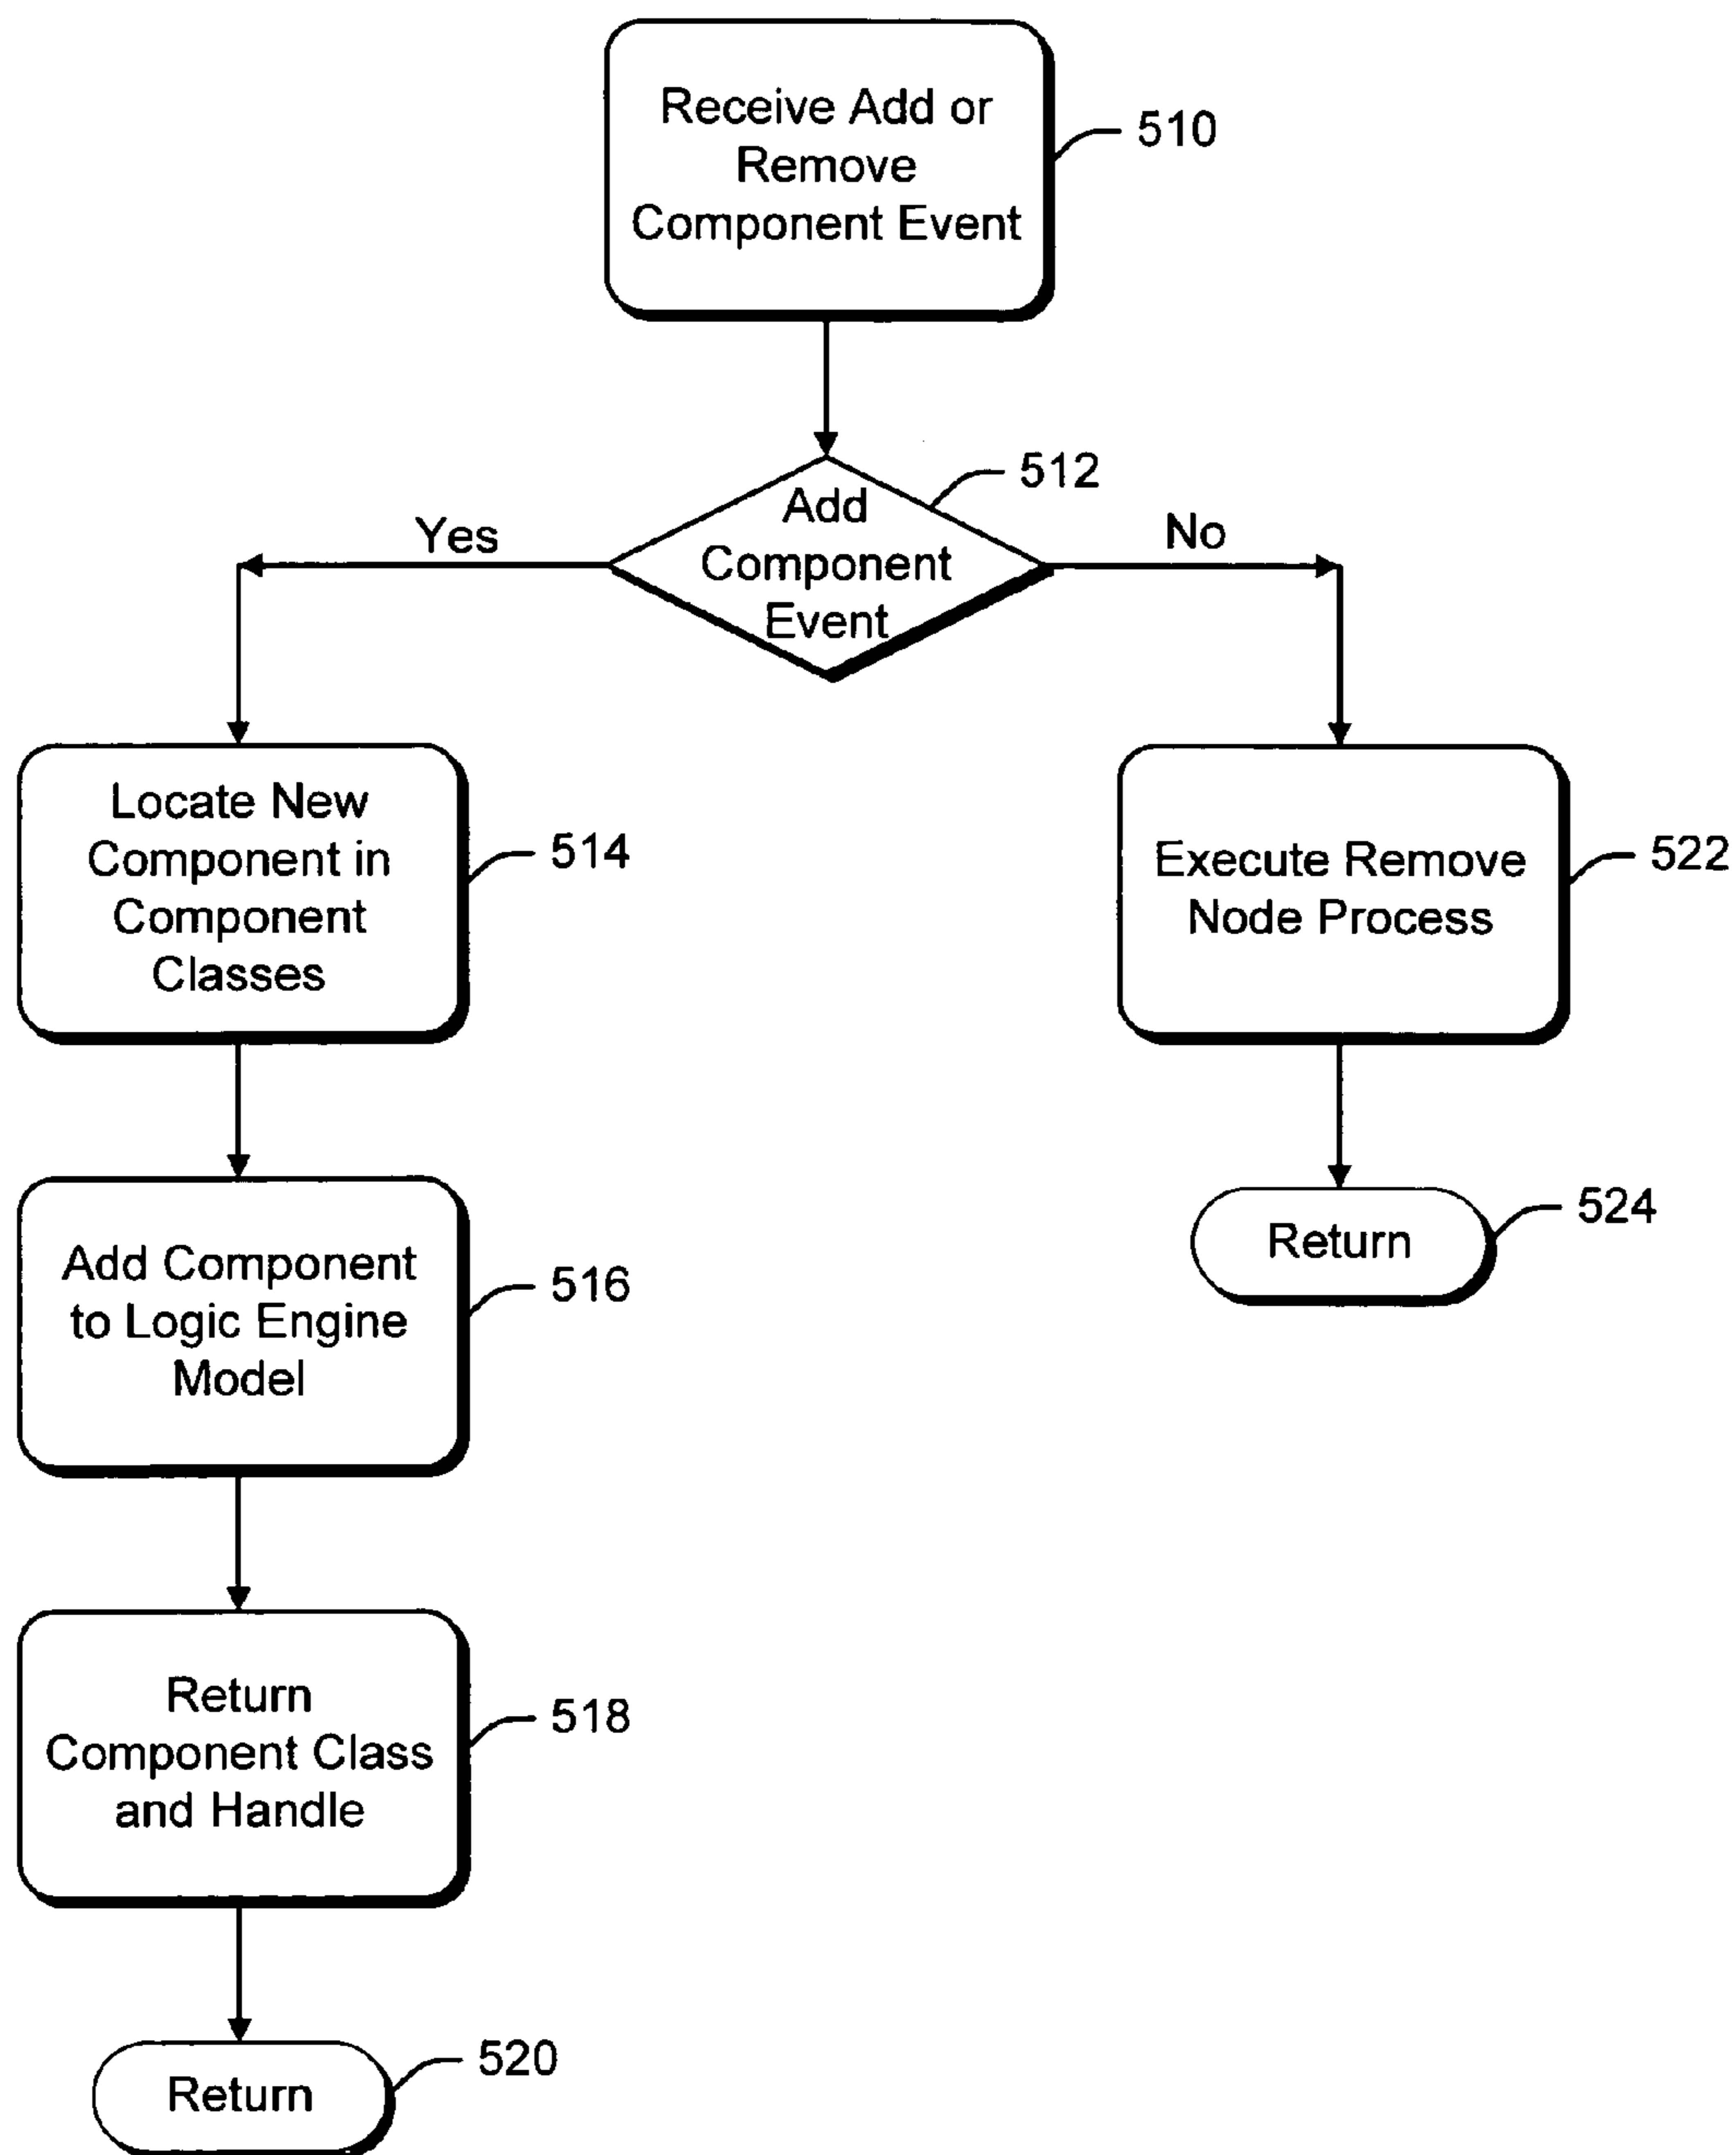 Receive Add or
Remove
Component Event
510
Add
Component
Event
512
Yes
No
Locate New
Component in
Component
Classes
514
Execute Remove
Node Process
522
Add Component
to Logic Engine
Model
516
Return
524
Return
Component Class
and Handle
518
Return
520